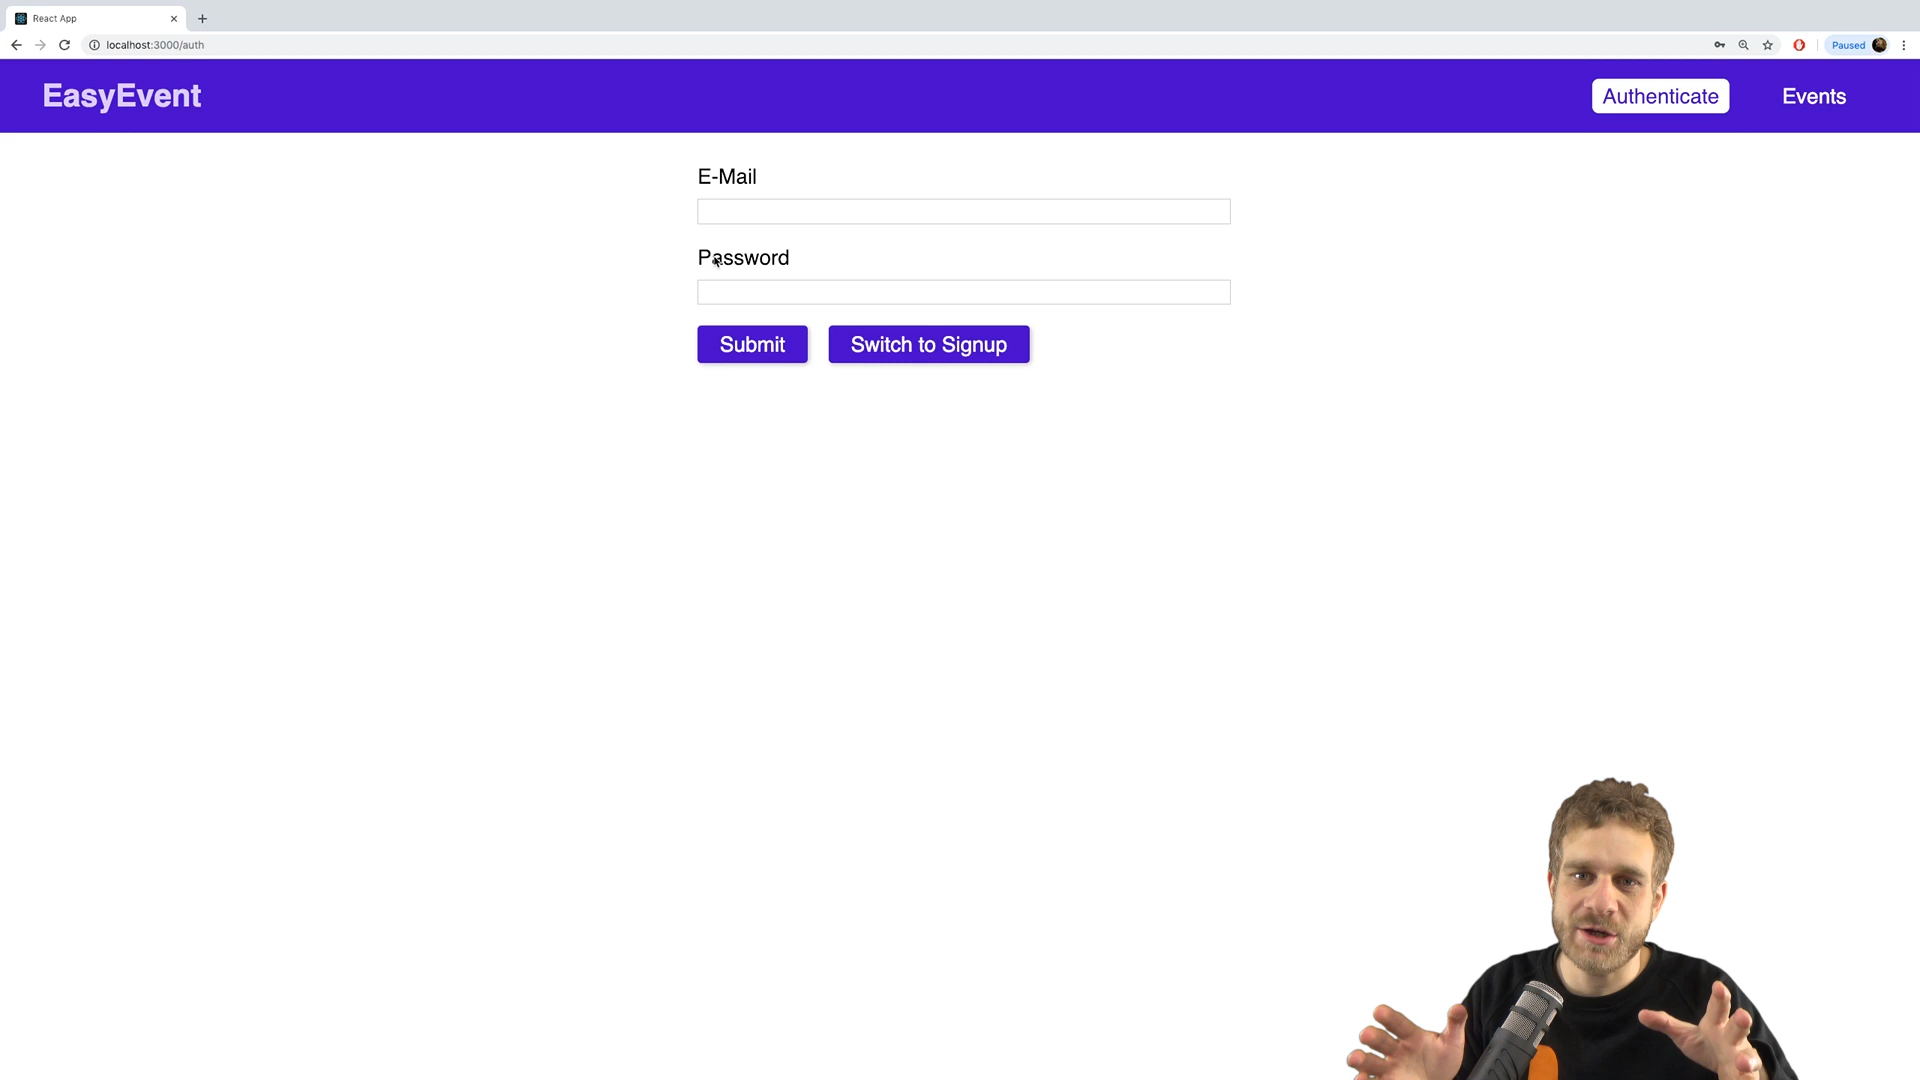 React App
localhost:3000/auth
Paused
EasyEvent
Authenticate
Events
E-Mail
Password
Submit
Switch to Signup